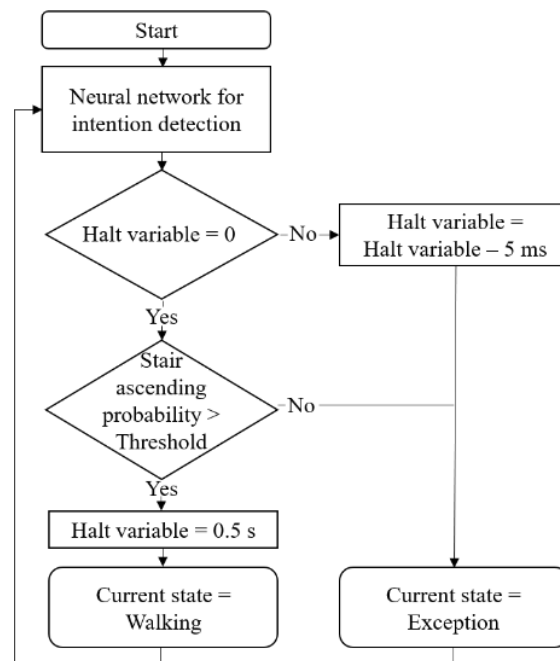 Start
Neural network for
intention detection
Halt variable = 0
No
Halt variable =
Halt variable – 5 ms
Yes
Stair
ascending
probability >
Threshold
No
Yes
Halt variable = 0.5 s
Current state =
Walking
Current state =
Exception